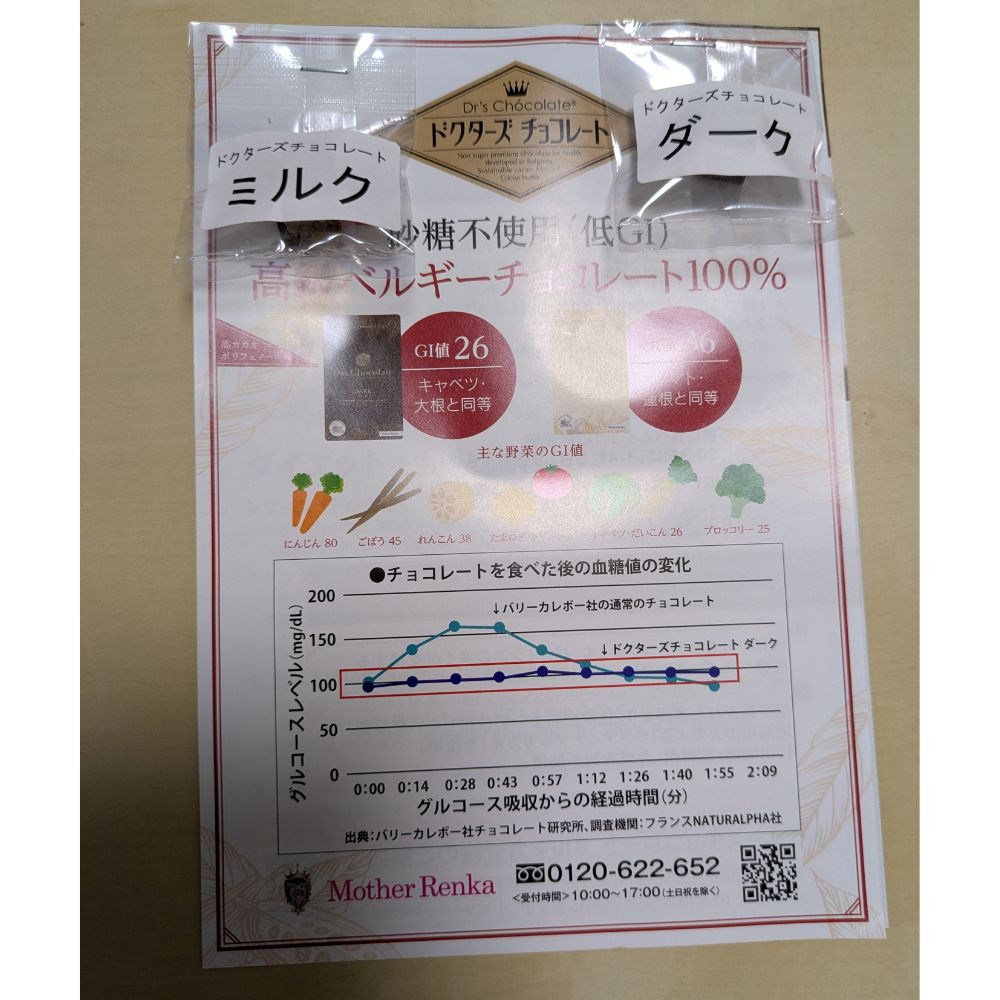 Dr's Chócolate®
ドクターズ チョコレート
Non suger premium chocolate for health
developed in Belgium,
Sustainable cacao, Maltitol,
Cocoa butter
ドクターズチョコレート
ミルク
ドクターズチョコレート
ダーク
砂糖不使用(低GI)
高級ベルギーチョコレート100%
高カカオ
ポリフェノール
Dr's Chocolate
DARK
GI値 26
キャベツ・
大根と同等
36
蓮根と同等
主な野菜のGI値
にんじん 80
ごぼう 45
れんこん 38
キャベツ・だいこん 26
ブロッコリー 25
●チョコレートを食べた後の血糖値の変化
グルコースレベル(mg/dL)
200
150
100
50
0
↓バリーカレボー社の通常のチョコレート
↓ドクターズチョコレート ダーク
0:00 0:14 0:28 0:43 0:57 1:12 1:26 1:40 1:55 2:09
グルコース吸収からの経過時間(分)
出典:バリーカレボー社チョコレート研究所、調査機関:フランスNATURALPHA社
Mother Renka
0120-622-652
<受付時間>10:00〜17:00(土日祝を除く)